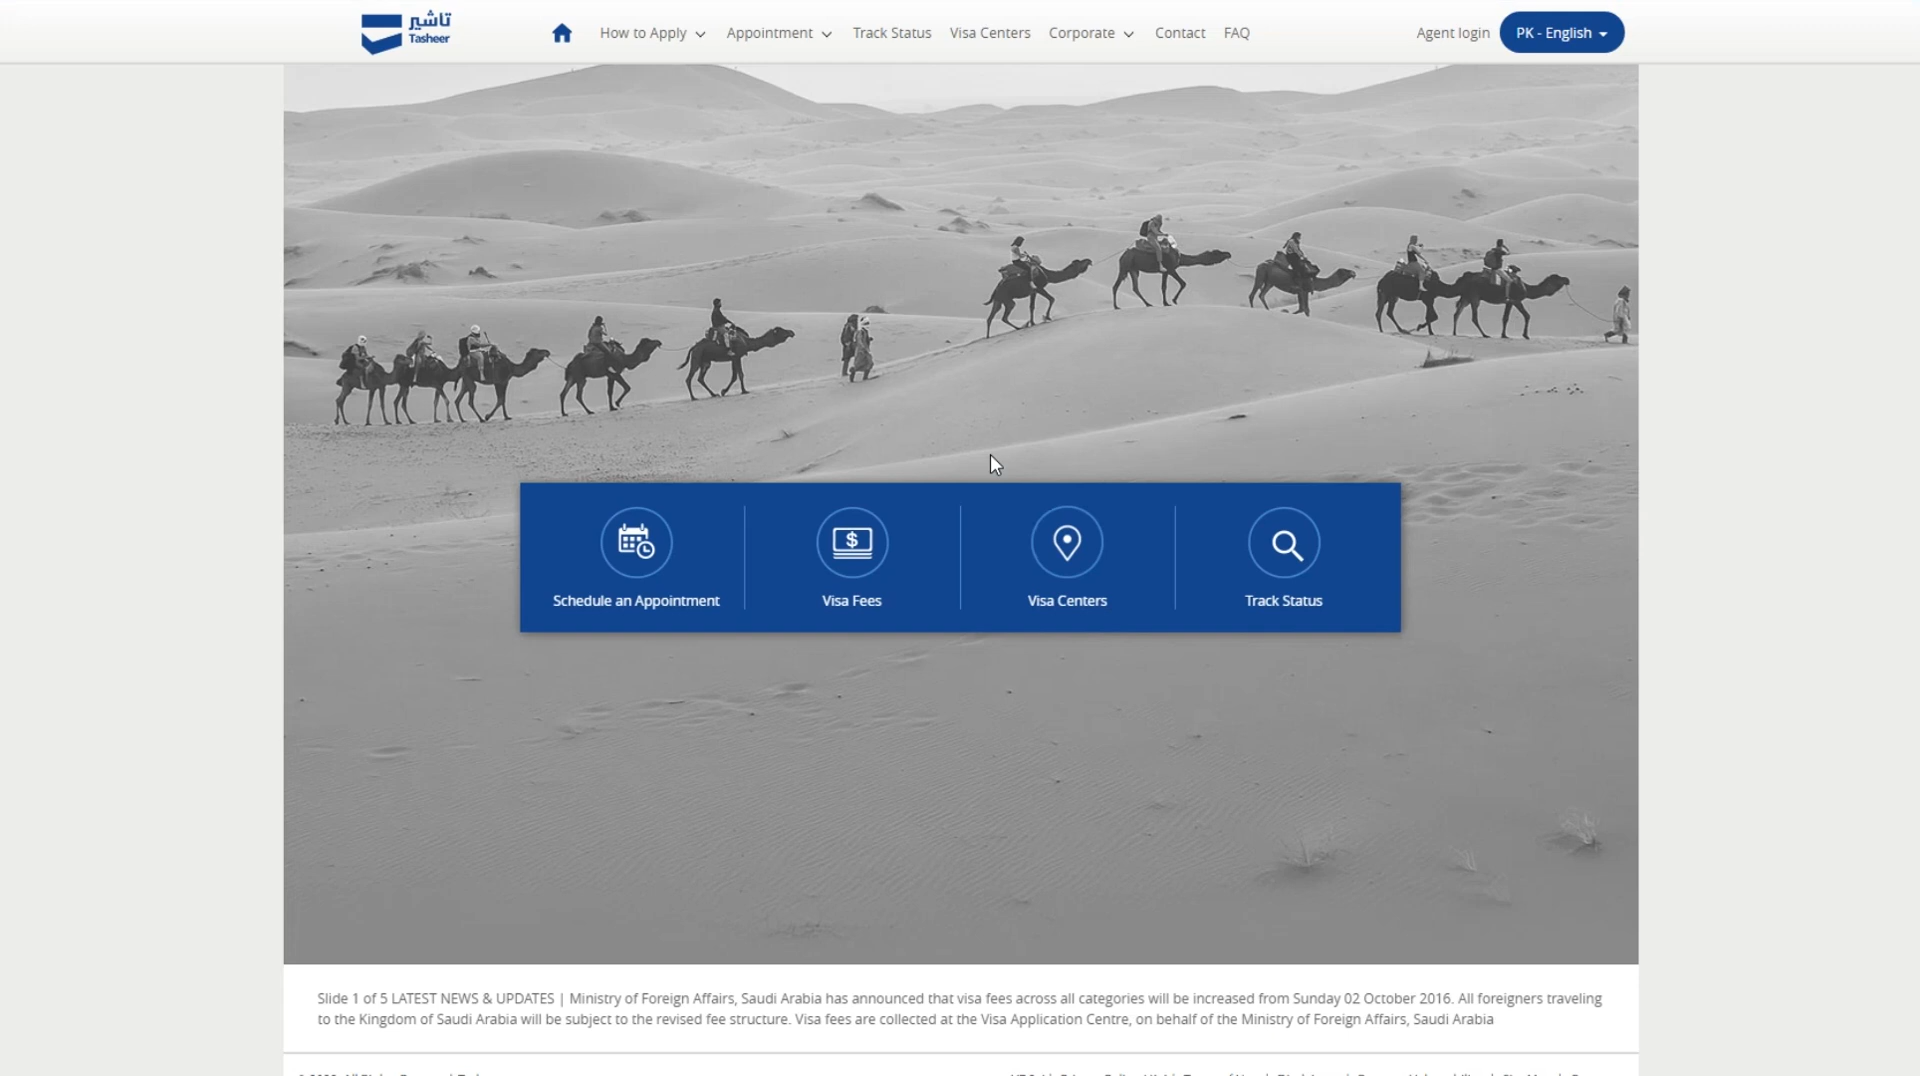 تاشير
Tasheer
How to Apply
Appointment
Track Status
Visa Centers
Corporate
Contact
FAQ
Agent login
PK - English
Schedule an Appointment
Visa Fees
Visa Centers
Track Status
Slide 1 of 5 LATEST NEWS & UPDATES | Ministry of Foreign Affairs, Saudi Arabia has announced that visa fees across all categories will be increased from Sunday 02 October 2016. All foreigners traveling
to the Kingdom of Saudi Arabia will be subject to the revised fee structure. Visa fees are collected at the Visa Application Centre, on behalf of the Ministry of Foreign Affairs, Saudi Arabia